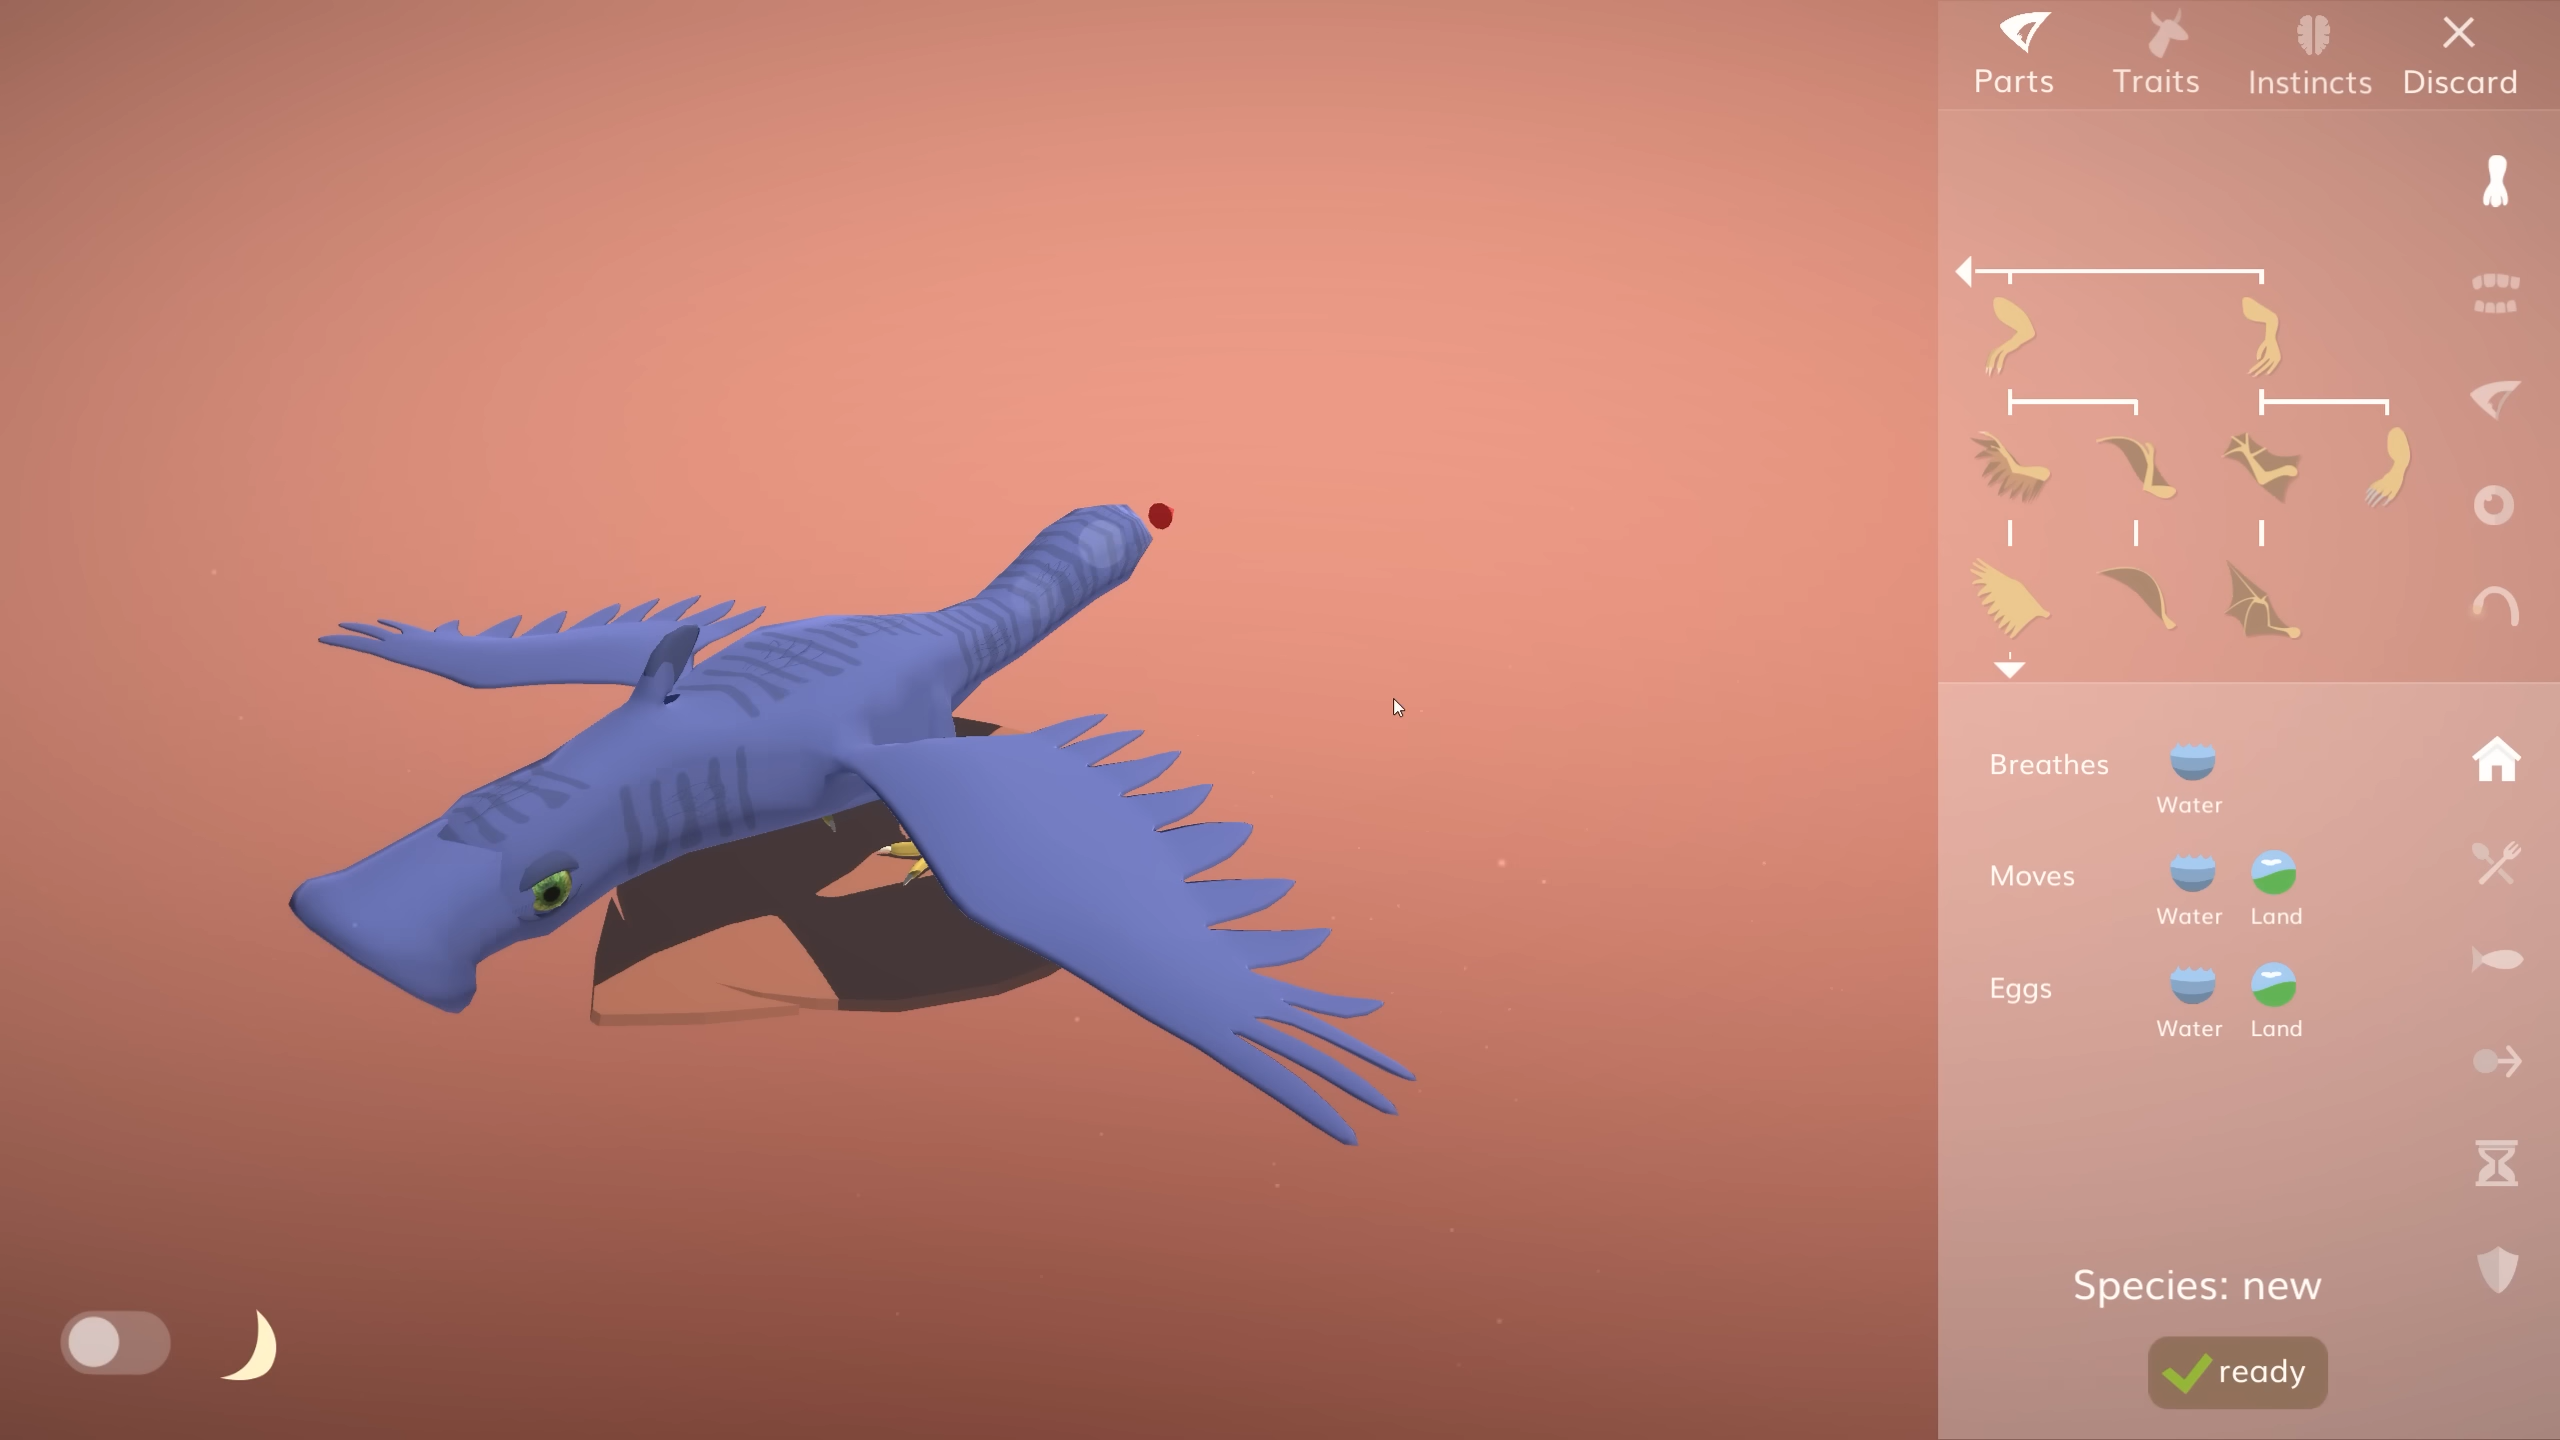 Parts Traits Instincts Discard
Breathes
Water
Moves
Water Land
Eggs
Water Land
Species: new
ready